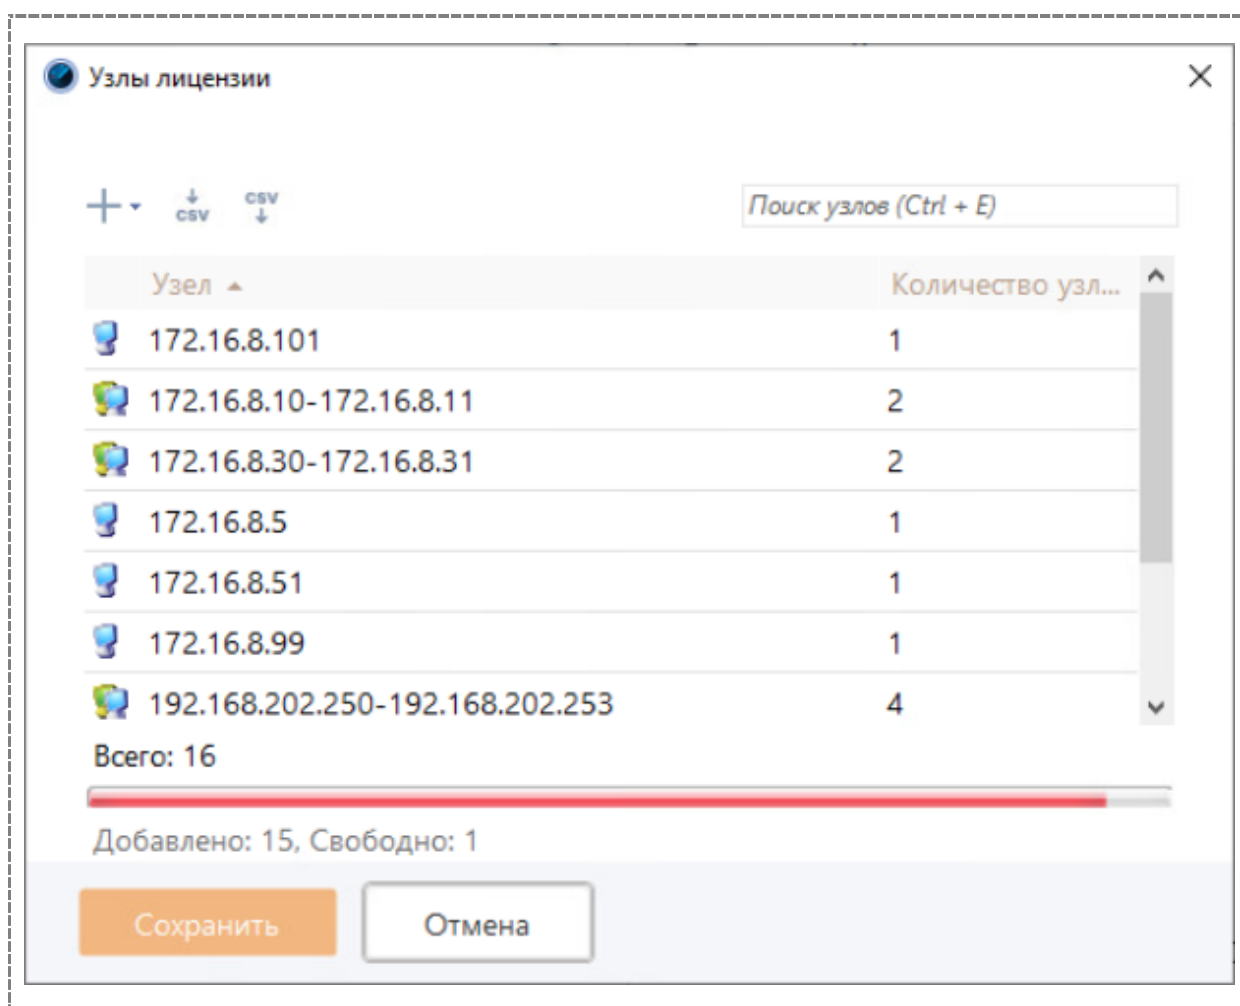 Узлы лицензии
CSV CSV
Поиск узлов (Ctrl + E)
Узел Количество узл...
172.16.8.101 1
172.16.8.10-172.16.8.11 2
172.16.8.30-172.16.8.31 2
172.16.8.5 1
172.16.8.51 1
172.16.8.99 1
192.168.202.250-192.168.202.253 4
Всего: 16
Добавлено: 15, Свободно: 1
Сохранить Отмена